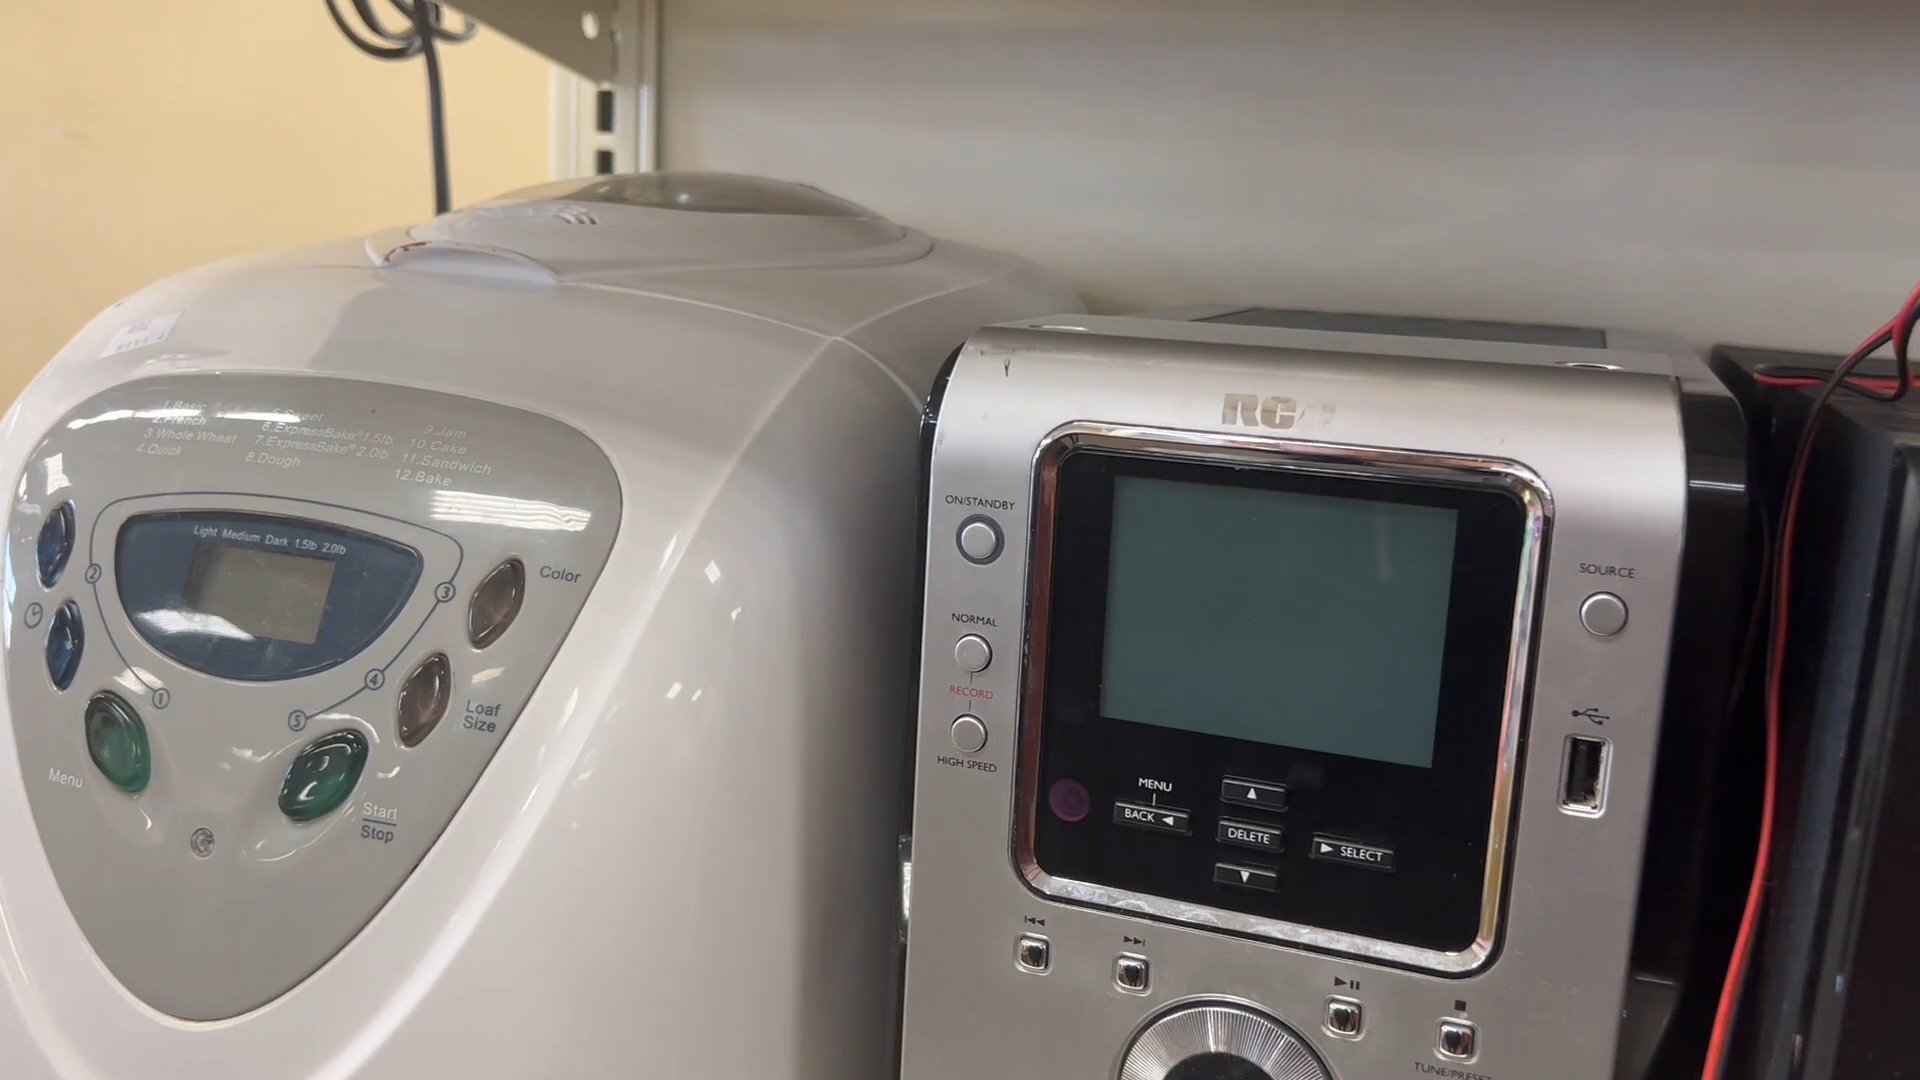 1.Basic
2.French
3.Whole Wheat
4.Quick
5.Sweet
6.ExpressBake® 1.5lb.
7.ExpressBake® 2.0lb.
8.Dough
9.Jam
10.Cake
11.Sandwich
12.Bake
Light Medium Dark 1.5lb 2.0lb
2
3
Color
1
4
5
Loaf
Size
Menu
Start
Stop
RCA
ON/STANDBY
NORMAL
RECORD
HIGH SPEED
SOURCE
MENU
BACK ◀
▲
DELETE
▶ SELECT
▼
TUNE/PRESET